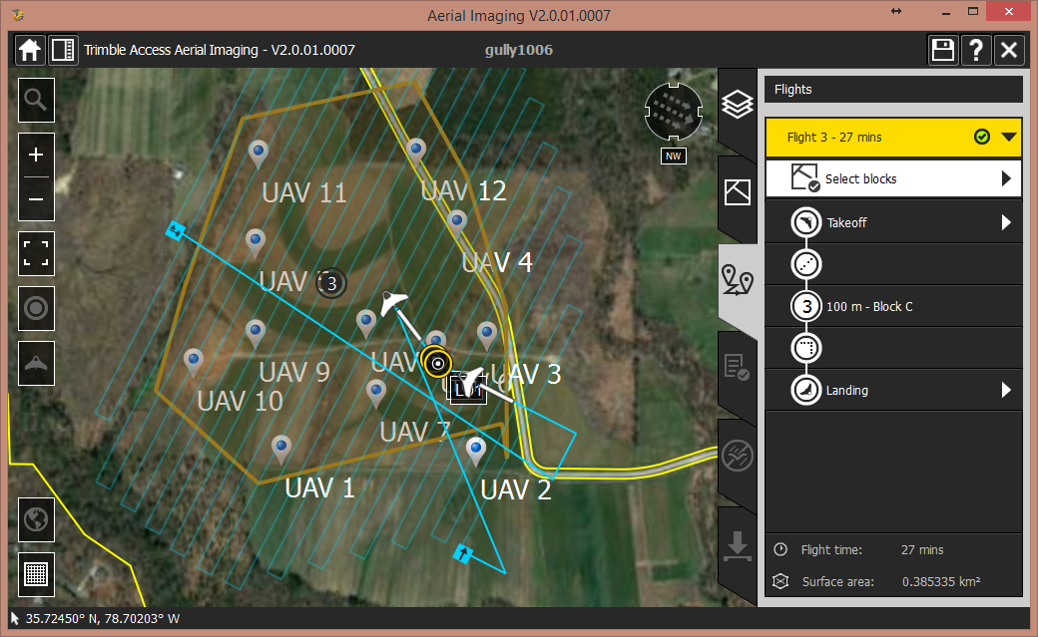 Aerial Imaging V2.0.01.0007
Trimble Access Aerial Imaging - V2.0.01.0007
gully1006
NW
UAV 11
UAV 12
UAV 4
UAV
3
UAV
UAV 9
UAV 3
UAV 10
UAV 7
UAV 1
UAV 2
Flights
Flight 3 - 27 mins
Select blocks
Takeoff
3
100 m - Block C
Landing
Flight time: 27 mins
Surface area: 0.385335 km²
35.72450° N, 78.70203° W